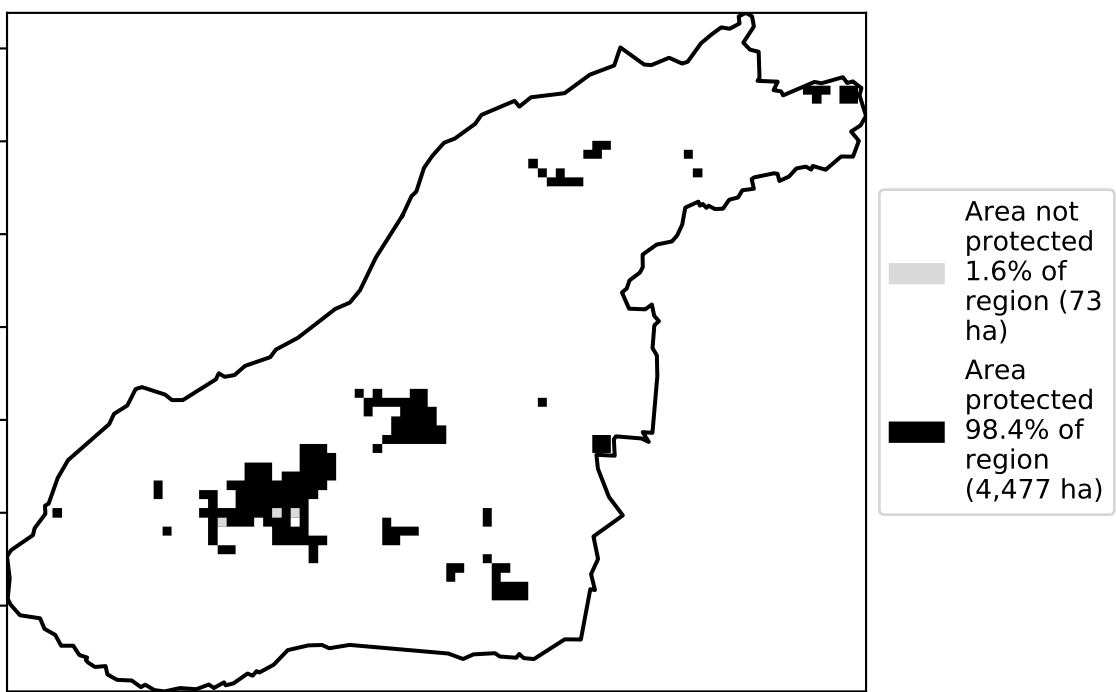 Area not
protected
1.6% of
region (73
ha)
Area
protected
98.4% of
region
(4,477 ha)